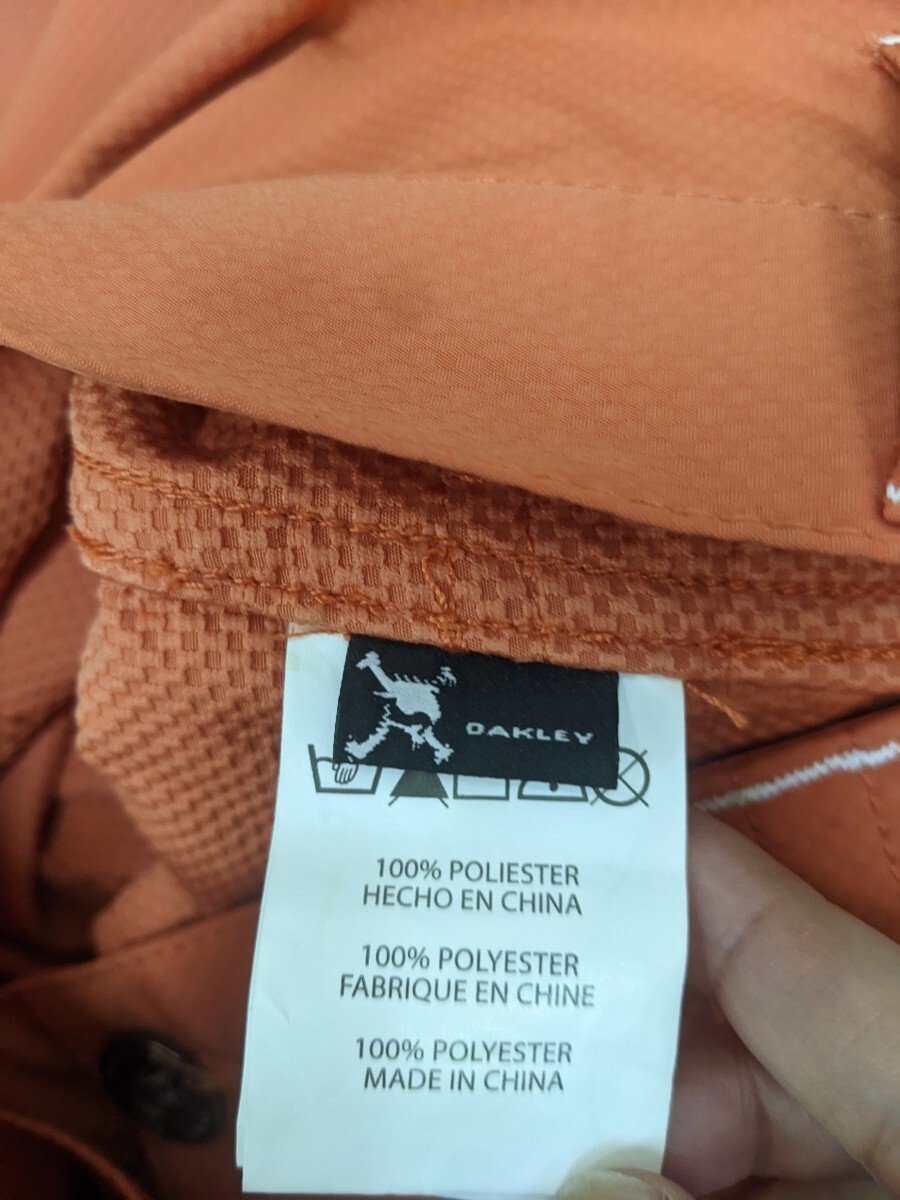 OAKLEY
100% POLIESTER
HECHO EN CHINA
100% POLYESTER
FABRIQUE EN CHINE
100% POLYESTER
MADE IN CHINA